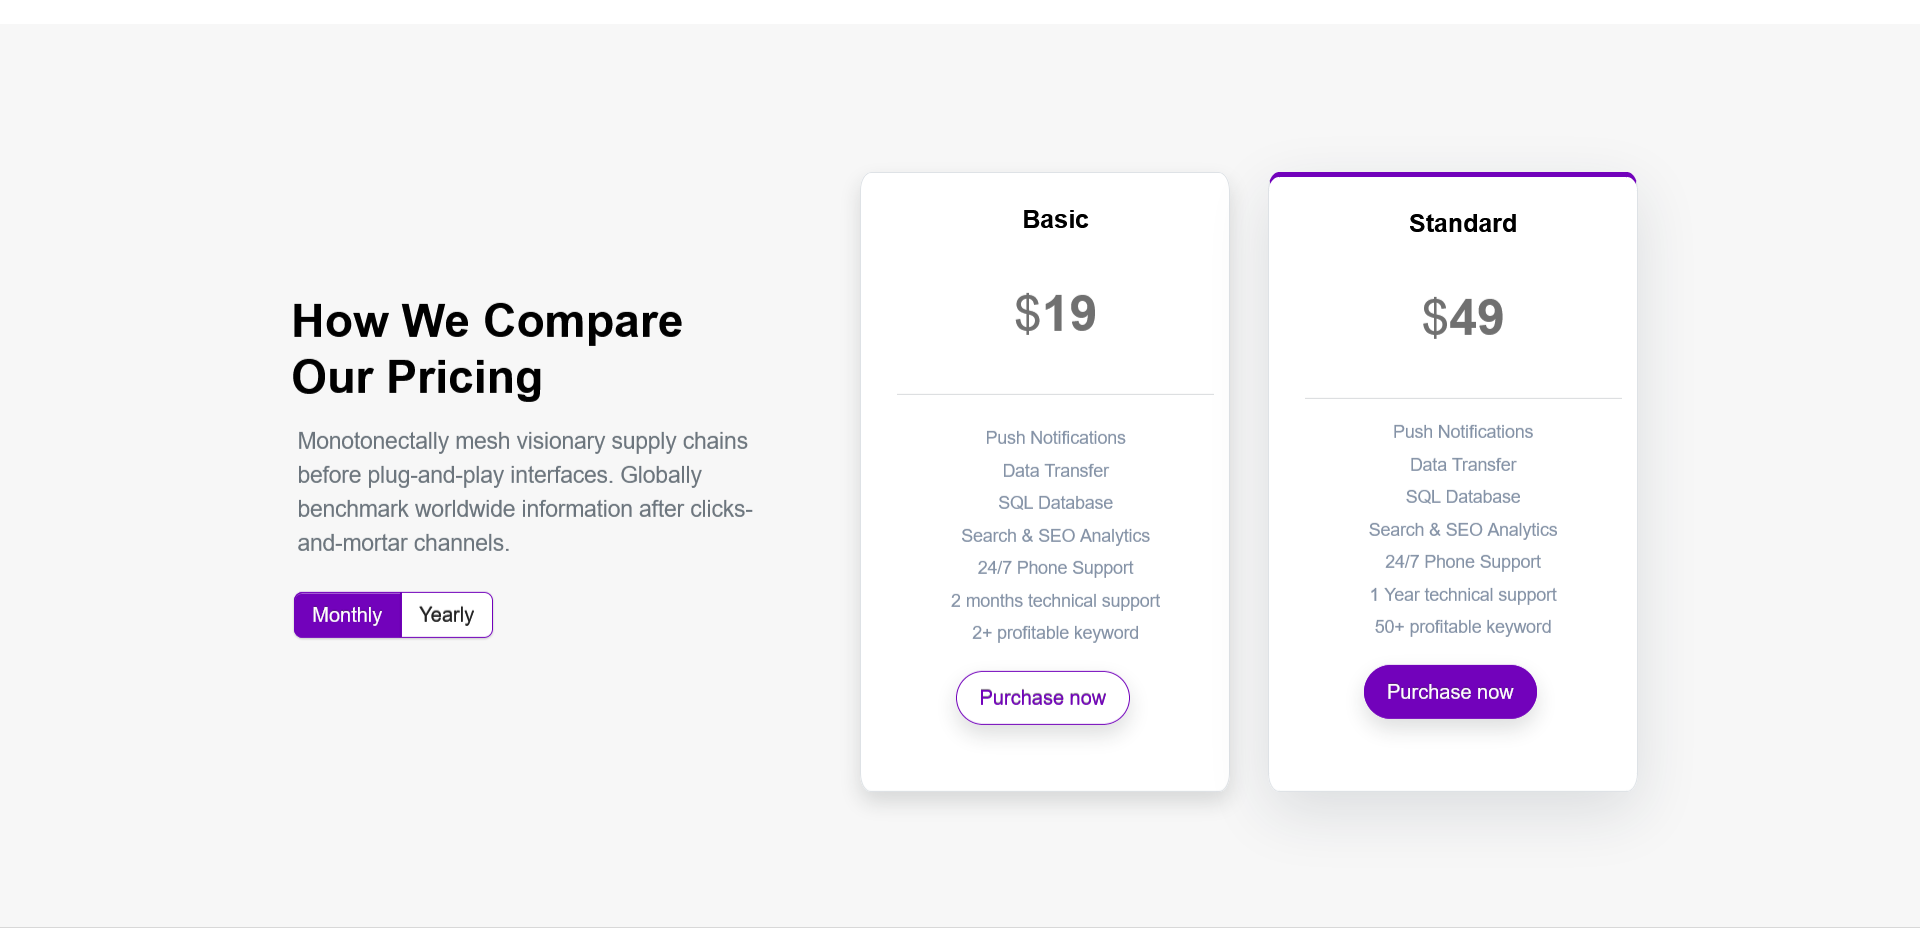 How We Compare
Our Pricing
Monotonectally mesh visionary supply chains
before plug-and-play interfaces. Globally
benchmark worldwide information after clicks-
and-mortar channels.
Monthly
Yearly
Basic
$19
Push Notifications
Data Transfer
SQL Database
Search & SEO Analytics
24/7 Phone Support
2 months technical support
2+ profitable keyword
Purchase now
Standard
$49
Push Notifications
Data Transfer
SQL Database
Search & SEO Analytics
24/7 Phone Support
1 Year technical support
50+ profitable keyword
Purchase now